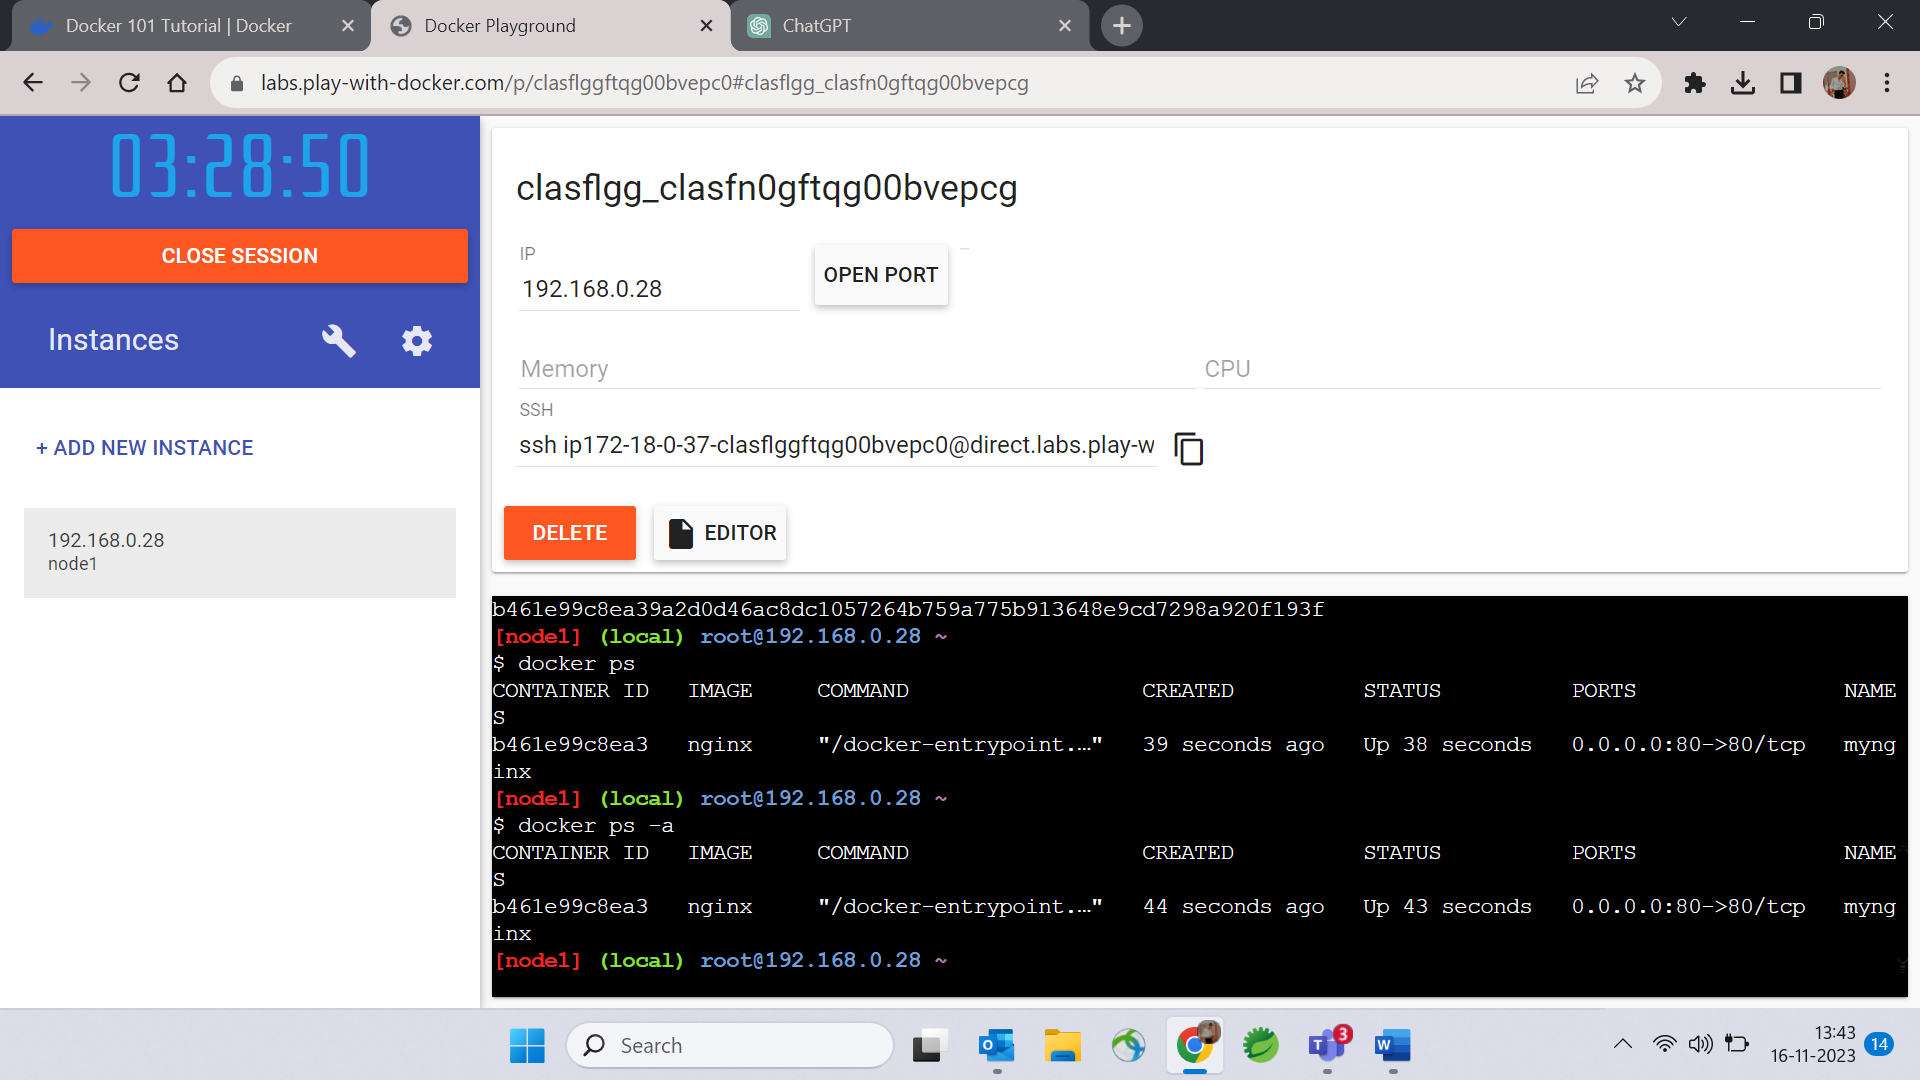 Docker 101 Tutorial | Docker
Docker Playground
ChatGPT
labs.play-with-docker.com/p/clasflggftqg00bvepc0#clasflgg_clasfn0gftqg00bvepcg
03:28:50
CLOSE SESSION
Instances
+ ADD NEW INSTANCE
192.168.0.28
node1
clasflgg_clasfn0gftqg00bvepcg
IP
192.168.0.28
OPEN PORT
Memory
CPU
SSH
ssh ip172-18-0-37-clasflggftqg00bvepc0@direct.labs.play-w
DELETE
EDITOR
b461e99c8ea39a2d0d46ac8dc1057264b759a775b913648e9cd7298a920f193f
[node1] (local) root@192.168.0.28 ~
$ docker ps
CONTAINER ID   IMAGE     COMMAND                  CREATED          STATUS          PORTS                NAME
S
b461e99c8ea3   nginx     "/docker-entrypoint.…"   39 seconds ago   Up 38 seconds   0.0.0.0:80->80/tcp   myng
inx
[node1] (local) root@192.168.0.28 ~
$ docker ps -a
CONTAINER ID   IMAGE     COMMAND                  CREATED          STATUS          PORTS                NAME
S
b461e99c8ea3   nginx     "/docker-entrypoint.…"   44 seconds ago   Up 43 seconds   0.0.0.0:80->80/tcp   myng
inx
[node1] (local) root@192.168.0.28 ~
Search
3
13:43
16-11-2023
14